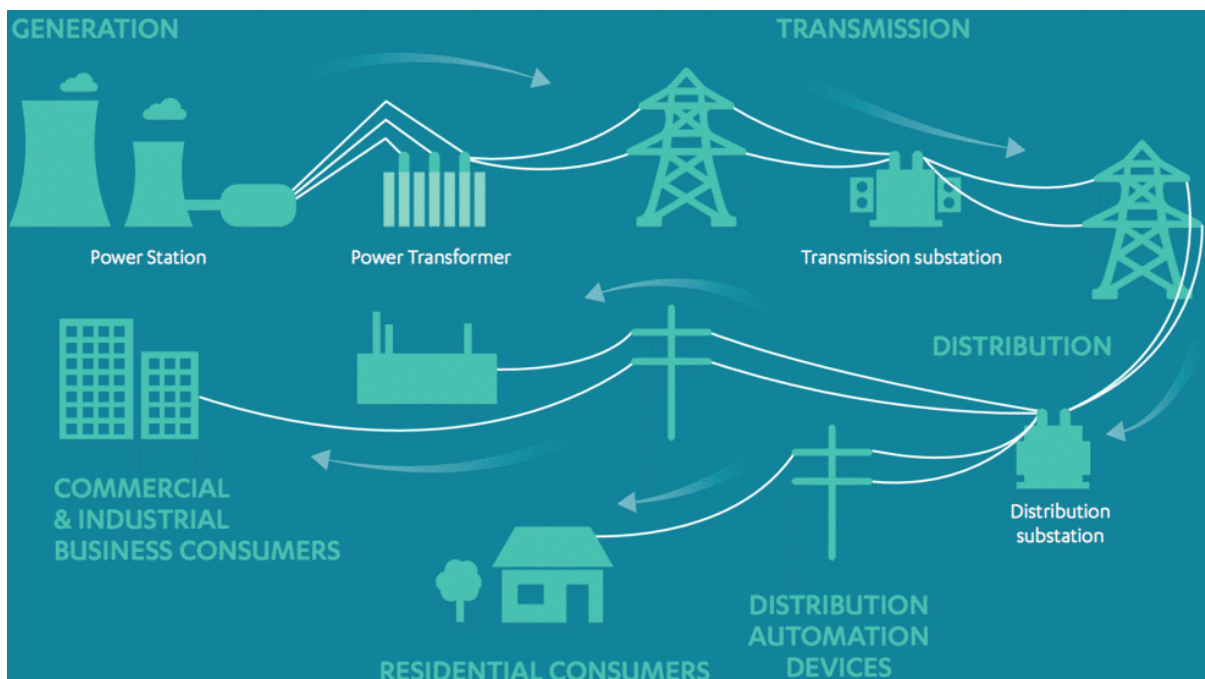 GENERATION
TRANSMISSION
Power Station
Power Transformer
Transmission substation
DISTRIBUTION
COMMERCIAL
& INDUSTRIAL
BUSINESS CONSUMERS
Distribution
substation
DISTRIBUTION
AUTOMATION
DEVICES
RESIDENTIAL CONSUMERS